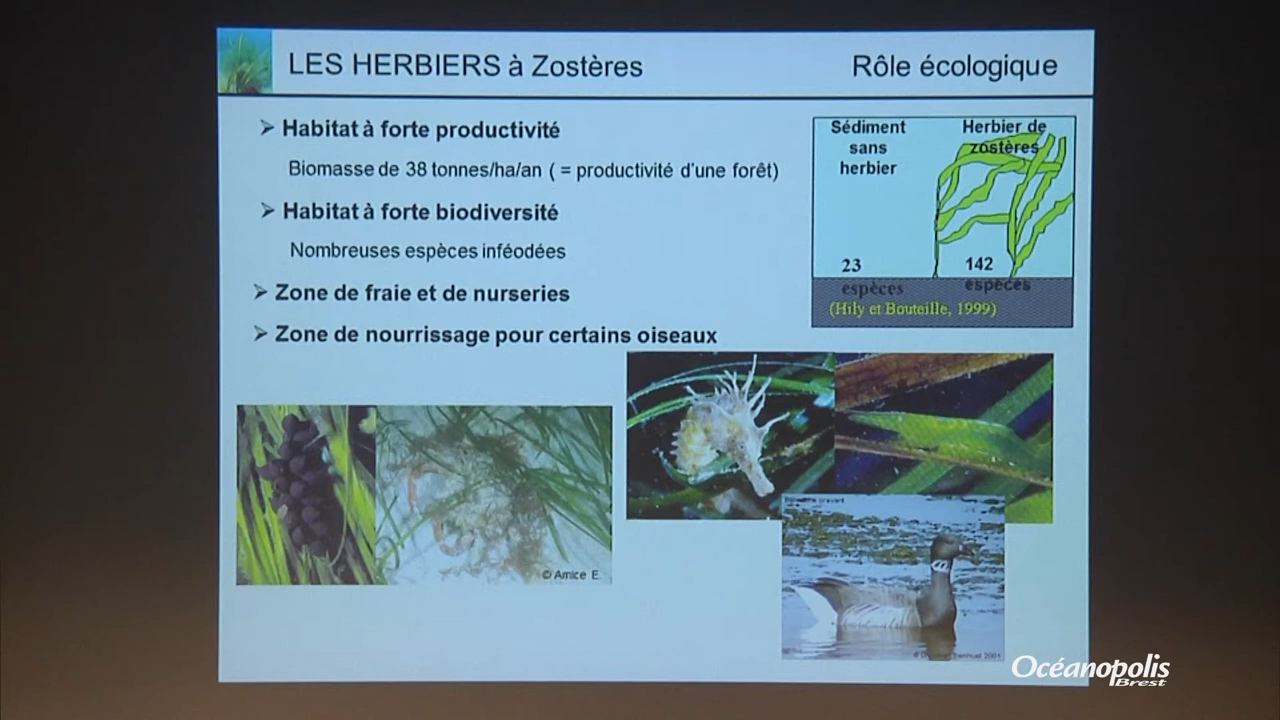 LES HERBIERS à Zostères
Rôle écologique
➢ Habitat à forte productivité
Biomasse de 38 tonnes/ha/an ( = productivité d'une forêt)
➢ Habitat à forte biodiversité
Nombreuses espèces inféodées
➢ Zone de fraie et de nurseries
➢ Zone de nourrissage pour certains oiseaux
Sédiment
sans
herbier
Herbier de
zostères
23
espèces
142
espèces
(Hily et Bouteille, 1999)
© Amice E.
cravant
2001
Océanopolis
Brest